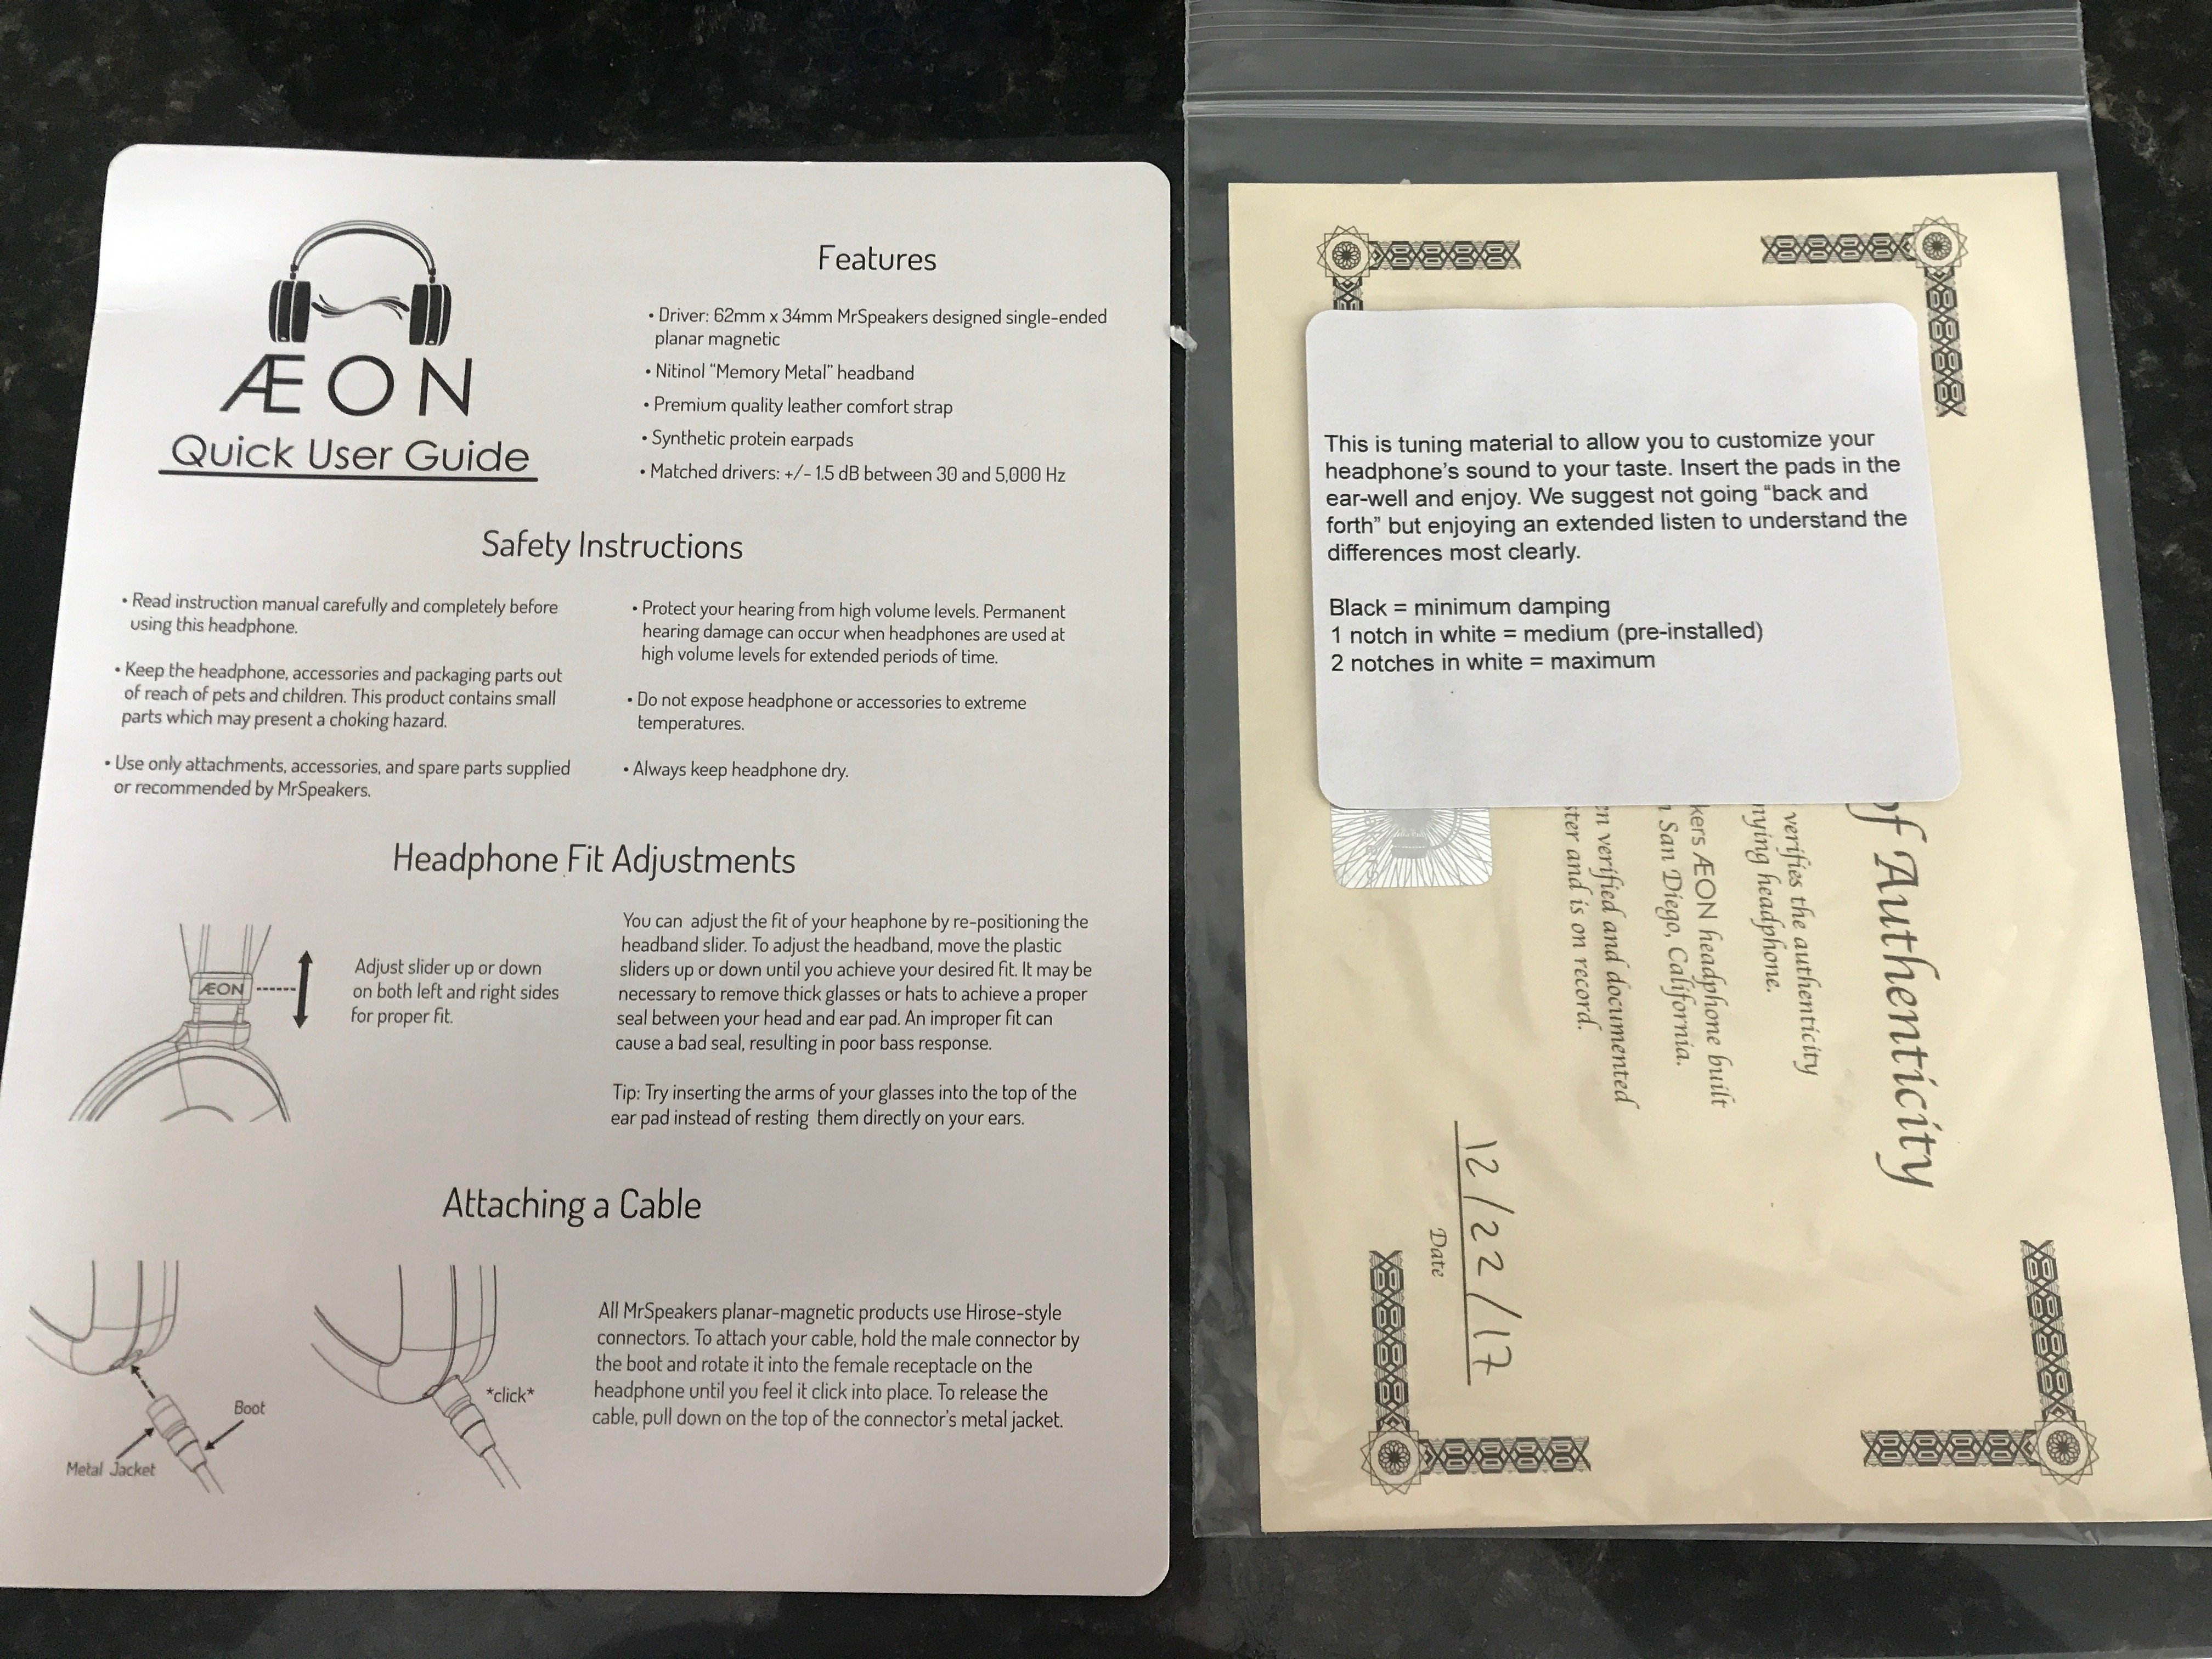 ÆON
Quick User Guide
Features
• Driver: 62mm x 34mm MrSpeakers designed single-ended
planar magnetic
• Nitinol "Memory Metal" headband
• Premium quality leather comfort strap
• Synthetic protein earpads
• Matched drivers: +/- 1.5 dB between 30 and 5,000 Hz
Safety Instructions
• Read instruction manual carefully and completely before
using this headphone.
• Keep the headphone, accessories and packaging parts out
of reach of pets and children. This product contains small
parts which may present a choking hazard.
• Use only attachments, accessories, and spare parts supplied
or recommended by MrSpeakers.
• Protect your hearing from high volume levels. Permanent
hearing damage can occur when headphones are used at
high volume levels for extended periods of time.
• Do not expose headphone or accessories to extreme
temperatures.
• Always keep headphone dry.
Headphone Fit Adjustments
ÆON
Adjust slider up or down
on both left and right sides
for proper fit.
You can adjust the fit of your heaphone by re-positioning the
headband slider. To adjust the headband, move the plastic
sliders up or down until you achieve your desired fit. It may be
necessary to remove thick glasses or hats to achieve a proper
seal between your head and ear pad. An improper fit can
cause a bad seal, resulting in poor bass response.
Tip: Try inserting the arms of your glasses into the top of the
ear pad instead of resting them directly on your ears.
Attaching a Cable
Boot
Metal Jacket
*click*
All MrSpeakers planar-magnetic products use Hirose-style
connectors. To attach your cable, hold the male connector by
the boot and rotate it into the female receptacle on the
headphone until you feel it click into place. To release the
cable, pull down on the top of the connector's metal jacket.
This is tuning material to allow you to customize your
headphone's sound to your taste. Insert the pads in the
ear-well and enjoy. We suggest not going "back and
forth" but enjoying an extended listen to understand the
differences most clearly.
Black = minimum damping
1 notch in white = medium (pre-installed)
2 notches in white = maximum
of Authenticity
verifies the authenticity
nying headphone.
kers ÆON headphone built
San Diego, California.
en verified and documented
ster and is on record.
12/22/17
Date